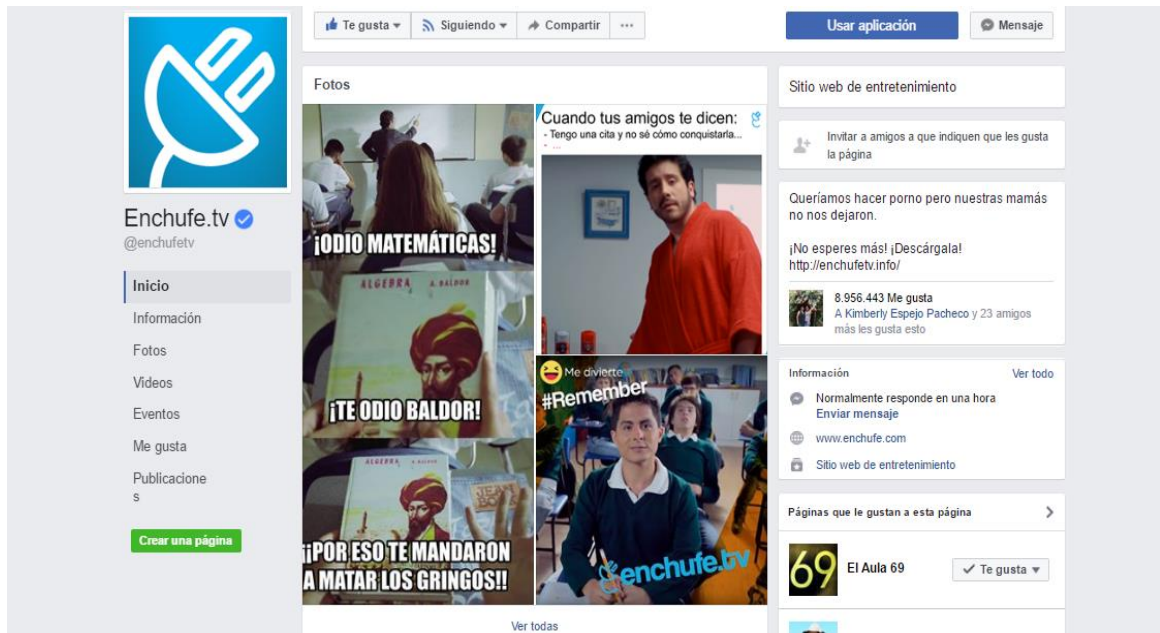 Te gusta
Siguiendo
Compartir
Usar aplicación
Mensaje
Enchufe.tv
@enchufetv
Inicio
Información
Fotos
Videos
Eventos
Me gusta
Publicacione
s
Crear una página
Fotos
¡ODIO MATEMÁTICAS!
ALGEBRA A. BALDOR
¡TE ODIO BALDOR!
ALGEBRA A. BALDOR
¡¡POR ESO TE MANDARON
A MATAR LOS GRINGOS!!
Cuando tus amigos te dicen:
- Tengo una cita y no sé cómo conquistarla...
- ...
Me divierte
#Remember
enchufe.tv
Ver todas
Sitio web de entretenimiento
Invitar a amigos a que indiquen que les gusta
la página
Queríamos hacer porno pero nuestras mamás
no nos dejaron.
¡No esperes más! ¡Descárgala!
http://enchufetv.info/
8.956.443 Me gusta
A Kimberly Espejo Pacheco y 23 amigos
más les gusta esto
Información
Ver todo
Normalmente responde en una hora
Enviar mensaje
www.enchufe.com
Sitio web de entretenimiento
Páginas que le gustan a esta página
69
El Aula 69
Te gusta